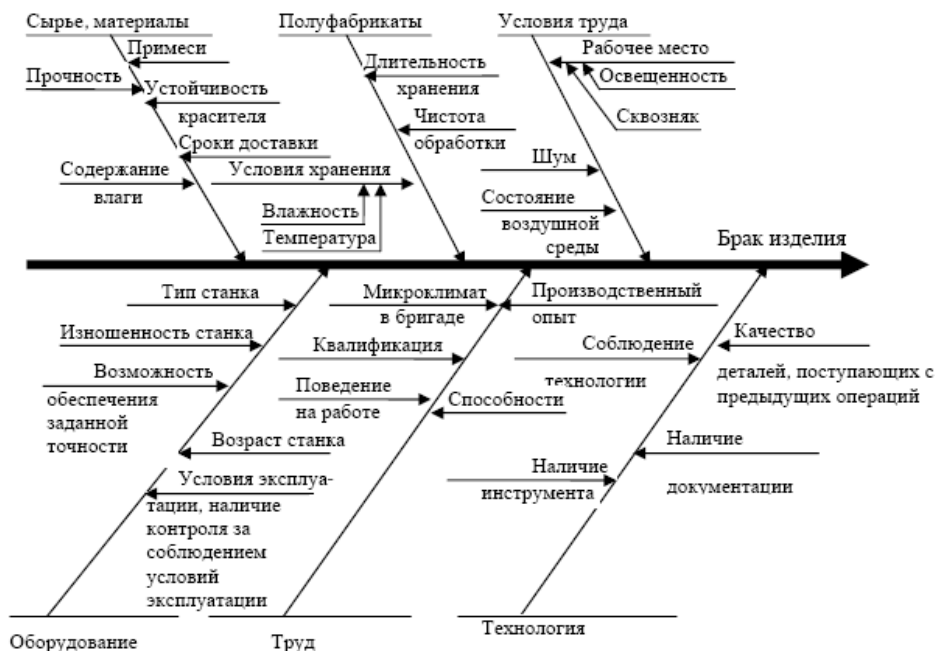 Сырье, материалы
Полуфабрикаты
Условия труда
Примеси
Прочность
Устойчивость
красителя
Сроки доставки
Содержание
влаги
Длительность
хранения
Чистота
обработки
Условия хранения
Влажность
Температура
Рабочее место
Освещенность
Сквозняк
Шум
Состояние
воздушной
среды
Брак изделия
Тип станка
Изношенность станка
Возможность
обеспечения
заданной
точности
Возраст станка
Условия эксплуа-
тации, наличие
контроля за
соблюдением
условий
эксплуатации
Микроклимат
в бригаде
Производственный
опыт
Квалификация
Поведение
на работе
Способности
Соблюдение
технологии
Качество
деталей, поступающих с
предыдущих операций
Наличие
документации
Наличие
инструмента
Оборудование
Труд
Технология